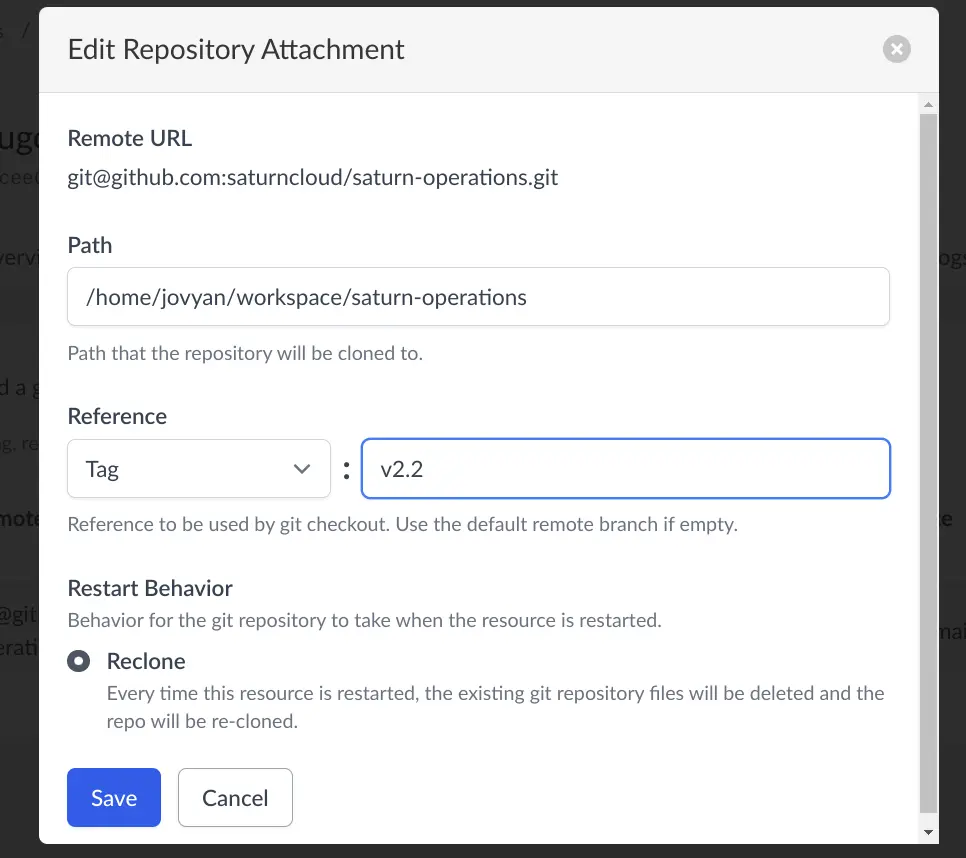 Edit Repository Attachment
Remote URL
git@github.com:saturncloud/saturn-operations.git
Path
/home/jovyan/workspace/saturn-operations
Path that the repository will be cloned to.
Reference
Tag : v2.2
Reference to be used by git checkout. Use the default remote branch if empty.
Restart Behavior
Behavior for the git repository to take when the resource is restarted.
Reclone
Every time this resource is restarted, the existing git repository files will be deleted and the
repo will be re-cloned.
Save Cancel